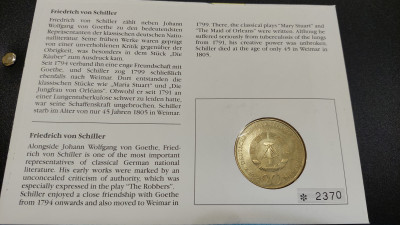 Friedrich von Schiller
Friedrich von Schiller zählt neben Johann
Wolfgang von Goethe zu den bedeutendsten
Repräsentanten der klassischen deutschen Natio-
nalliteratur. Seine frühen Werke waren geprägt
von einer unverhohlenen Kritik gegenüber der
Obrigkeit, was besonders in dem Stück „Die
Räuber" zum Ausdruck kam.
Seit 1794 verband ihn eine enge Freundschaft mit
Goethe, und Schiller zog 1799 schließlich
ebenfalls nach Weimar. Dort entstanden die
klassischen Stücke wie „Maria Stuart" und „Die
Jungfrau von Orléans". Obwohl er seit 1791 an
einer Lungentuberkulose schwer zu leiden hatte,
war seine Schaffenskraft ungebrochen. Schiller
starb im Alter von nur 45 Jahren 1805 in Weimar.
Friedrich von Schiller
Alongside Johann Wolfgang von Goethe, Fried-
rich von Schiller is one of the most important
representatives of classical German national
literature. His early works were marked by an
unconcealed criticism of authority, which was
especially expressed in the play "The Robbers".
Schiller enjoyed a close friendship with Goethe
from 1794 onwards and also moved to Weimar in
1799. There, the classical plays "Mary Stuart" and
"The Maid of Orléans" were written. Although he
suffered seriously from tuberculosis of the lungs
from 1791, his creative power was unbroken.
Schiller died at the age of only 45 in Weimar in
1805.
2370